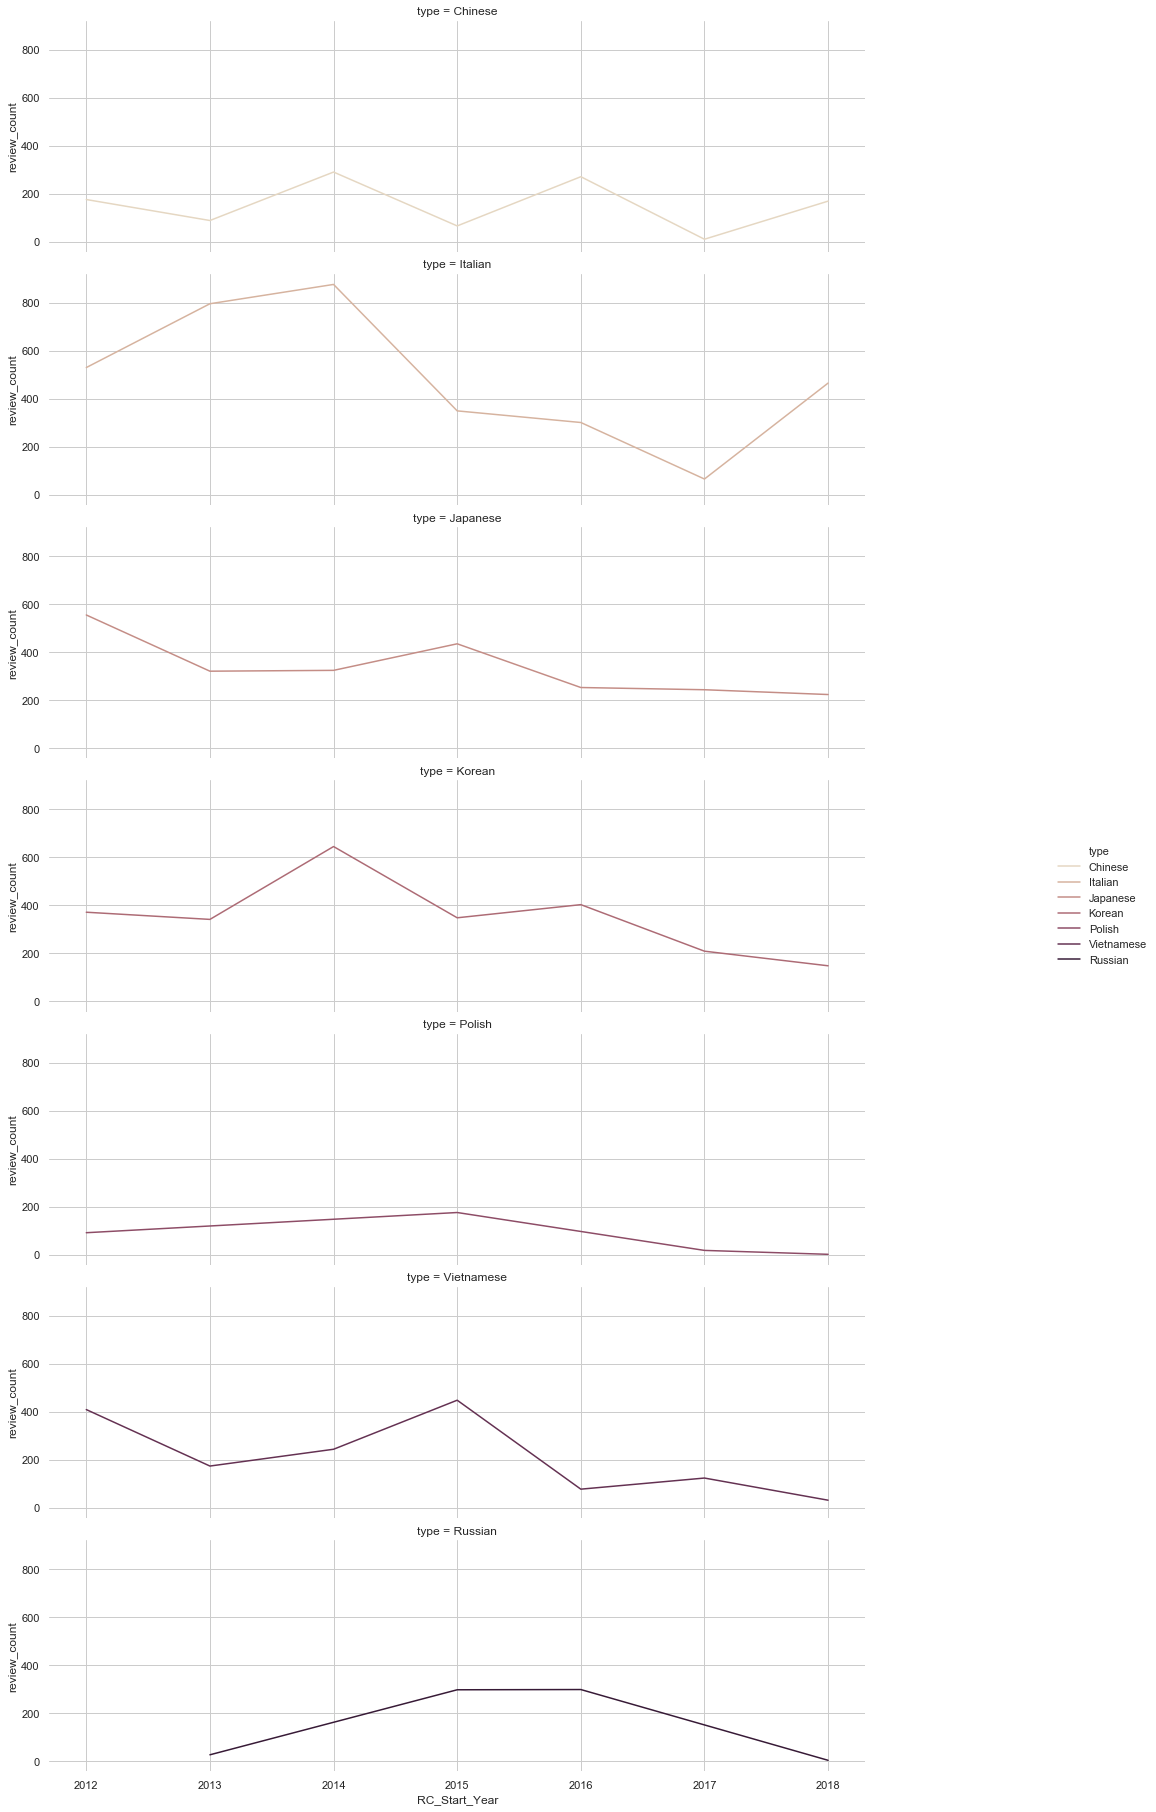 type = Chinese
800
600
400
200
0
review_count
type = Italian
800
600
400
200
0
review_count
type = Japanese
800
600
400
200
0
review_count
type = Korean
800
600
400
200
0
review_count
type
Chinese
Italian
Japanese
Korean
Polish
Vietnamese
Russian
type = Polish
800
600
400
200
0
review_count
type = Vietnamese
800
600
400
200
0
review_count
type = Russian
800
600
400
200
0
review_count
2012 2013 2014 2015 2016 2017 2018
RC_Start_Year